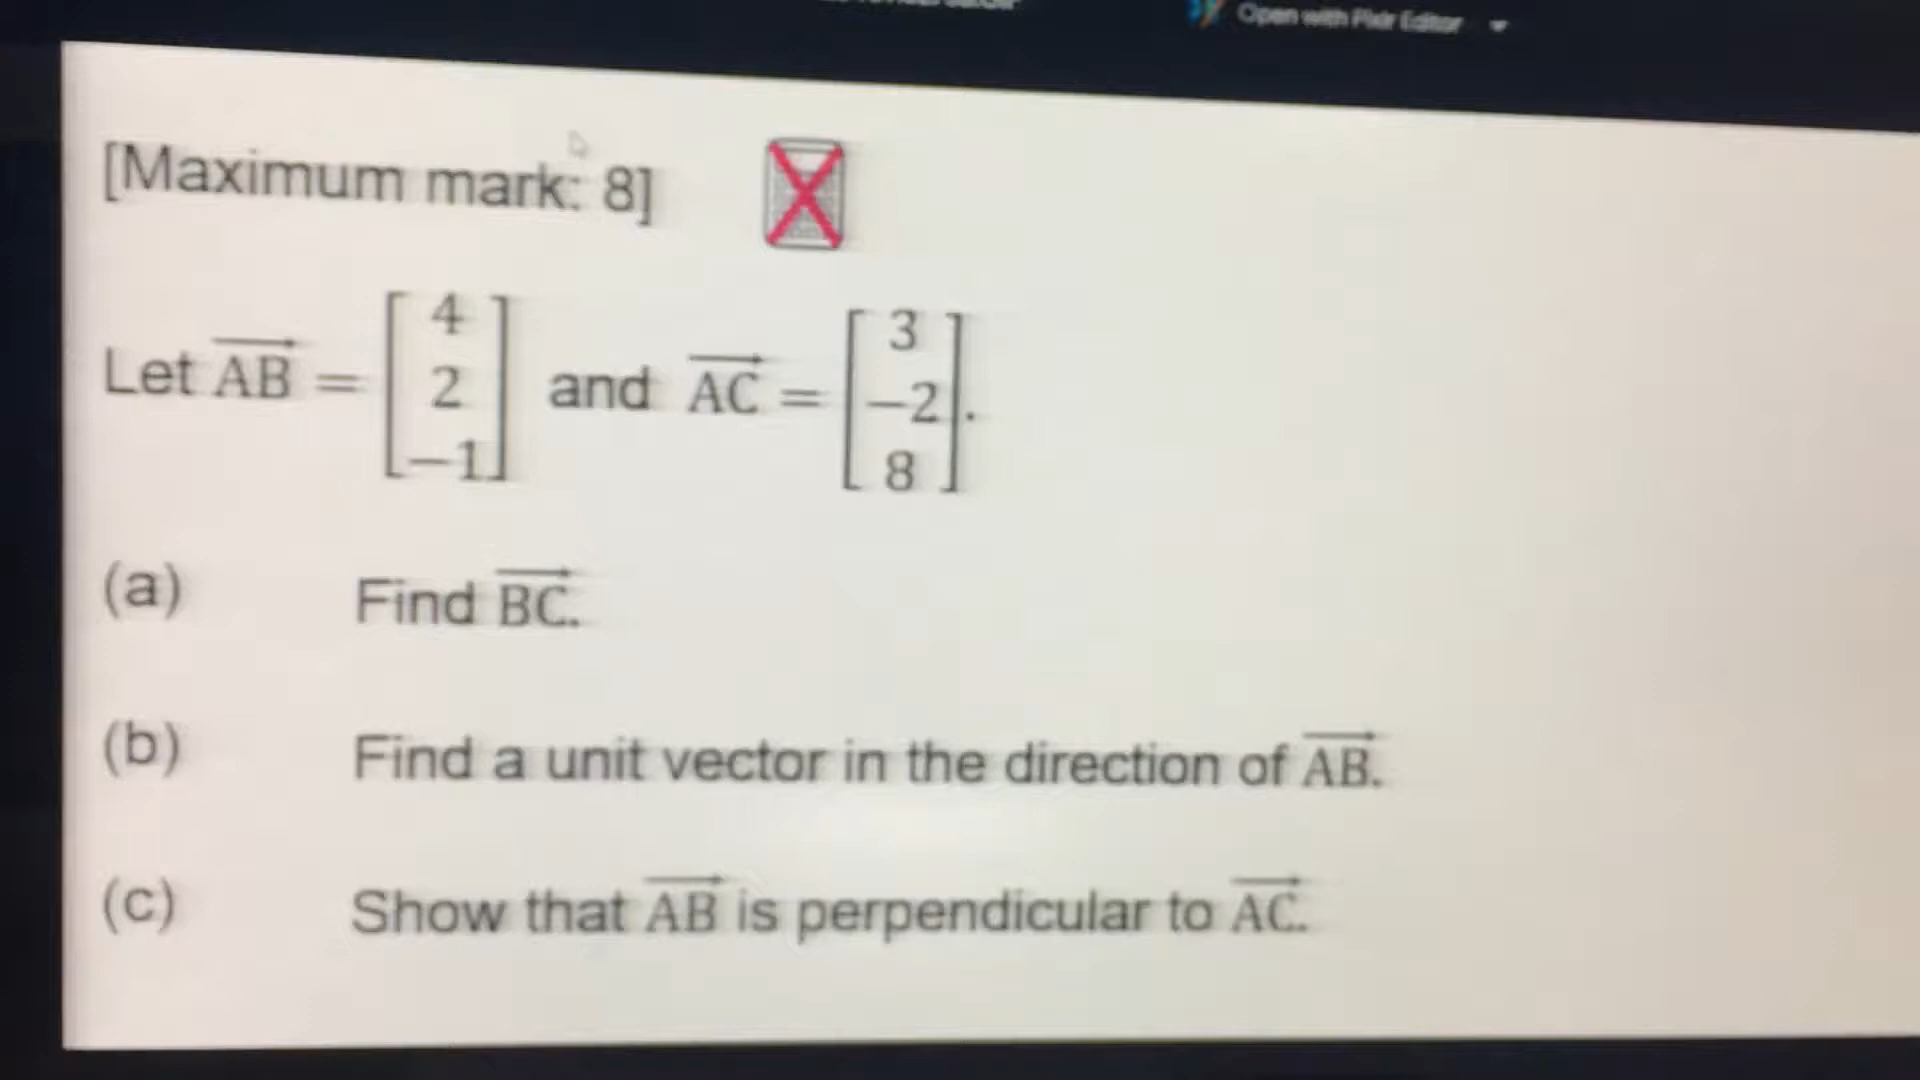 Open with Pixlr Editor
[Maximum mark: 8]
Let AB = [4 2 −1] and AC = [3 −2 8].
(a) Find BC.
(b) Find a unit vector in the direction of AB.
(c) Show that AB is perpendicular to AC.